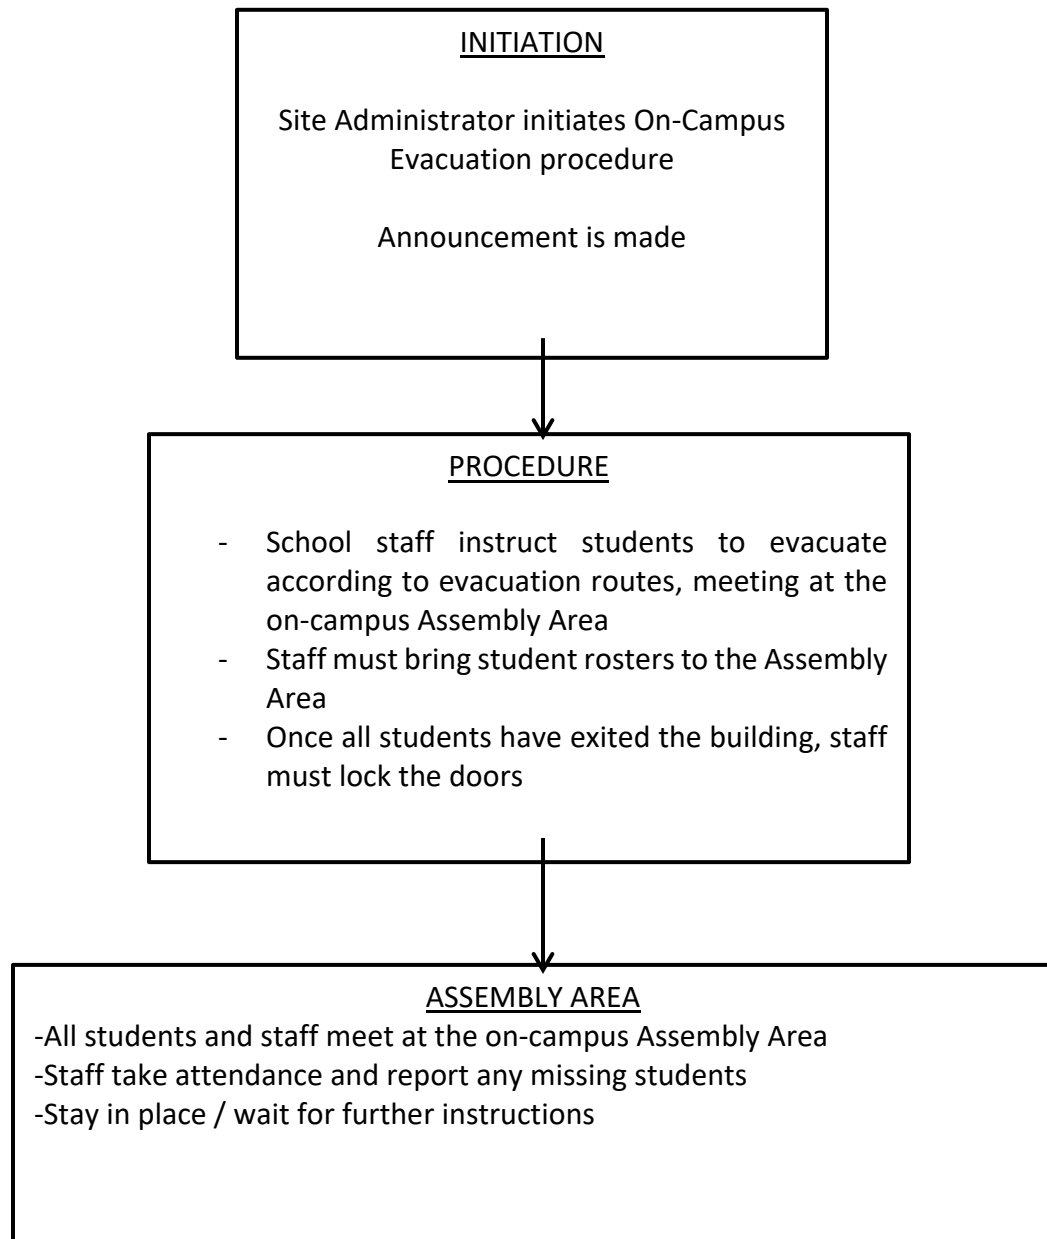 INITIATION
Site Administrator initiates On-Campus
Evacuation procedure
Announcement is made
PROCEDURE
- School staff instruct students to evacuate
according to evacuation routes, meeting at the
on-campus Assembly Area
- Staff must bring student rosters to the Assembly
Area
- Once all students have exited the building, staff
must lock the doors
ASSEMBLY AREA
-All students and staff meet at the on-campus Assembly Area
-Staff take attendance and report any missing students
-Stay in place / wait for further instructions